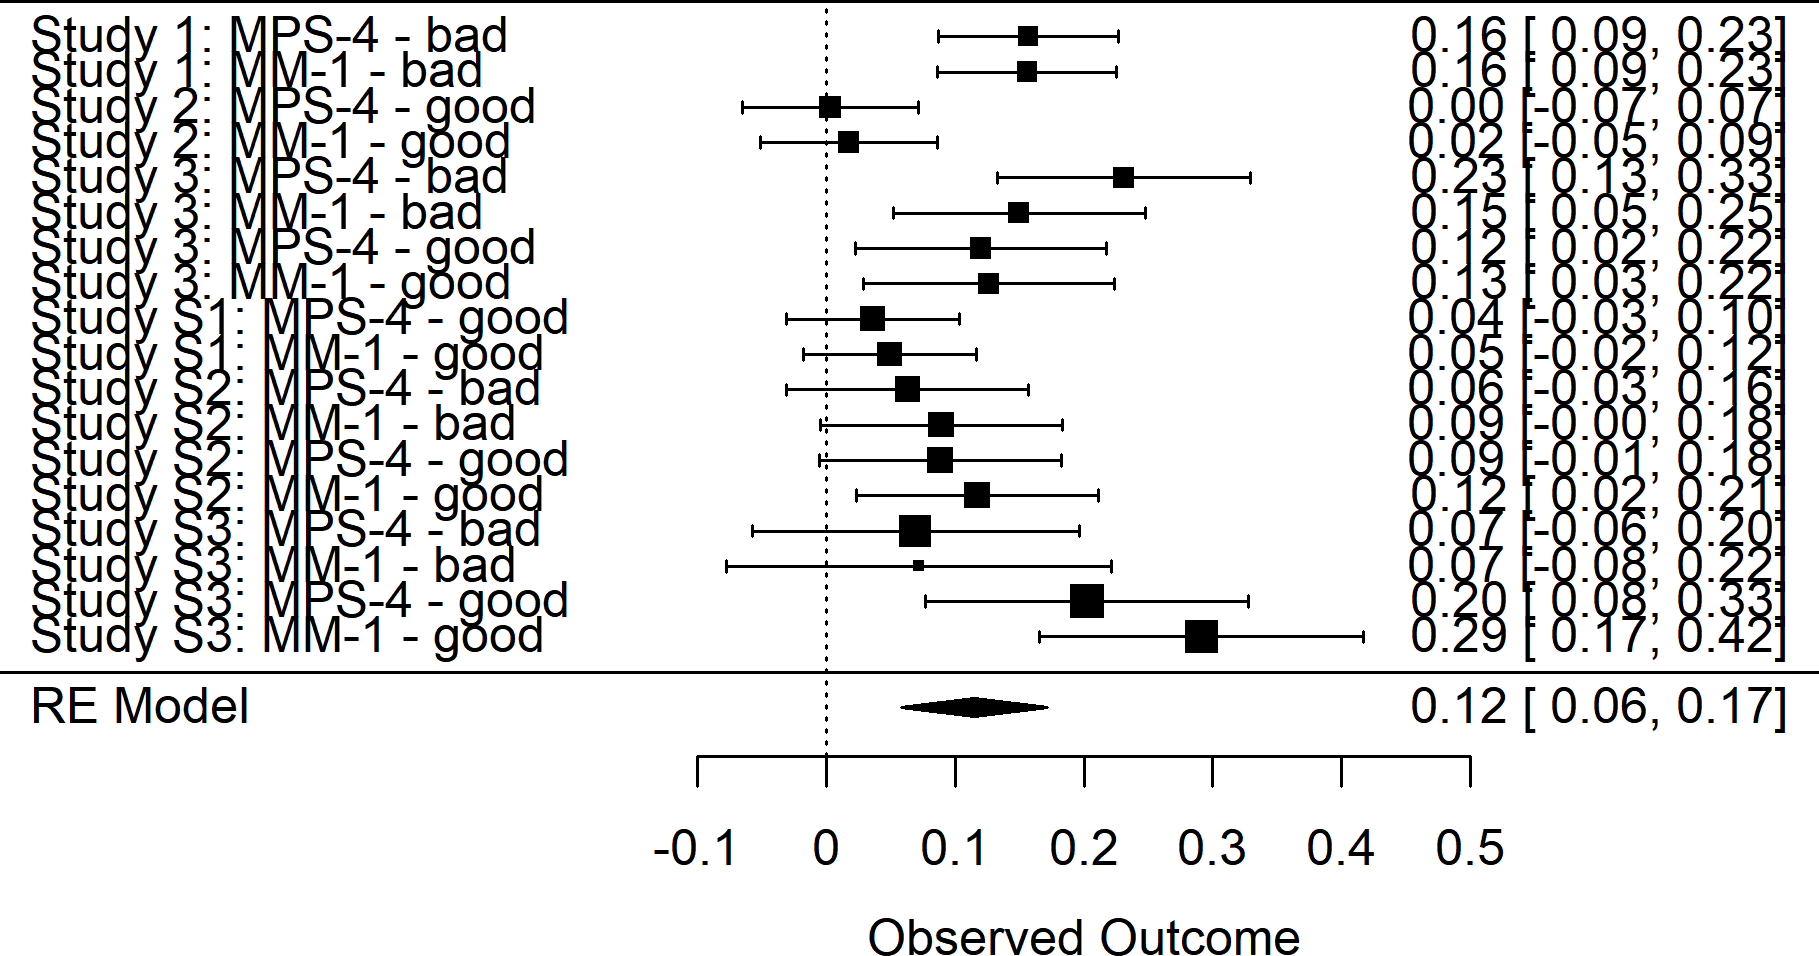 Study 1: MPS-4 - bad 0.16 [ 0.09, 0.23]
Study 1: MM-1 - bad 0.16 [ 0.09, 0.23]
Study 2: MPS-4 - good 0.00 [-0.07, 0.07]
Study 2: MM-1 - good 0.02 [-0.05, 0.09]
Study 3: MPS-4 - bad 0.23 [ 0.13, 0.33]
Study 3: MM-1 - bad 0.15 [ 0.05, 0.25]
Study 3: MPS-4 - good 0.12 [ 0.02, 0.22]
Study 3: MM-1 - good 0.13 [ 0.03, 0.22]
Study S1: MPS-4 - good 0.04 [-0.03, 0.10]
Study S1: MM-1 - good 0.05 [-0.02, 0.12]
Study S2: MPS-4 - bad 0.06 [-0.03, 0.16]
Study S2: MM-1 - bad 0.09 [-0.00, 0.18]
Study S2: MPS-4 - good 0.09 [-0.01, 0.18]
Study S2: MM-1 - good 0.12 [ 0.02, 0.21]
Study S3: MPS-4 - bad 0.07 [-0.06, 0.20]
Study S3: MM-1 - bad 0.07 [-0.08, 0.22]
Study S3: MPS-4 - good 0.20 [ 0.08, 0.33]
Study S3: MM-1 - good 0.29 [ 0.17, 0.42]
RE Model 0.12 [ 0.06, 0.17]
-0.1 0 0.1 0.2 0.3 0.4 0.5
Observed Outcome